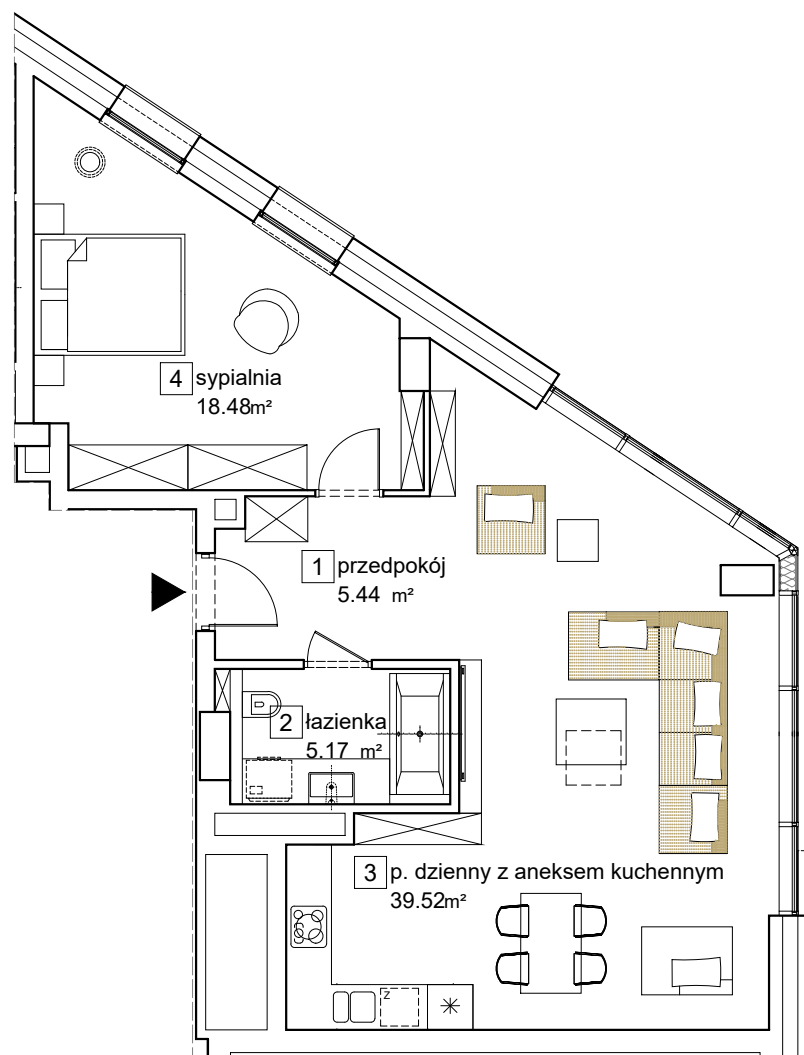 4 sypialnia
18.48m²
1 przedpokój
5.44 m²
2 łazienka
5.17 m²
3 p. dzienny z aneksem kuchennym
39.52m²
z